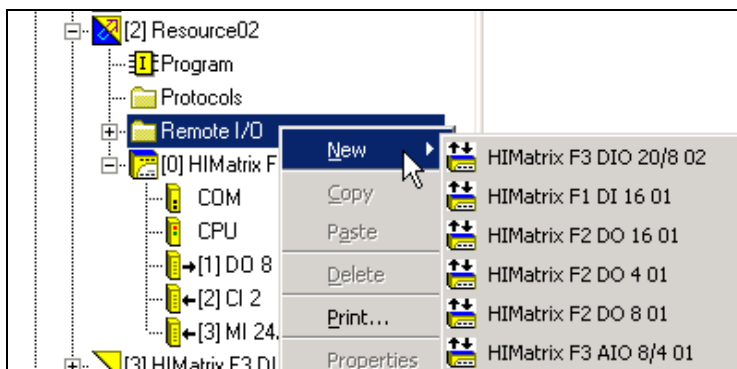 [2] Resource02
Program
Protocols
Remote I/O
[0] HIMatrix F
COM
CPU
[1] DO 8
[2] CI 2
[3] MI 24.
[3] HIMatrix F3 DI
New
Copy
Paste
Delete
Print...
Properties
HIMatrix F3 DIO 20/8 02
HIMatrix F1 DI 16 01
HIMatrix F2 DO 16 01
HIMatrix F2 DO 4 01
HIMatrix F2 DO 8 01
HIMatrix F3 AIO 8/4 01